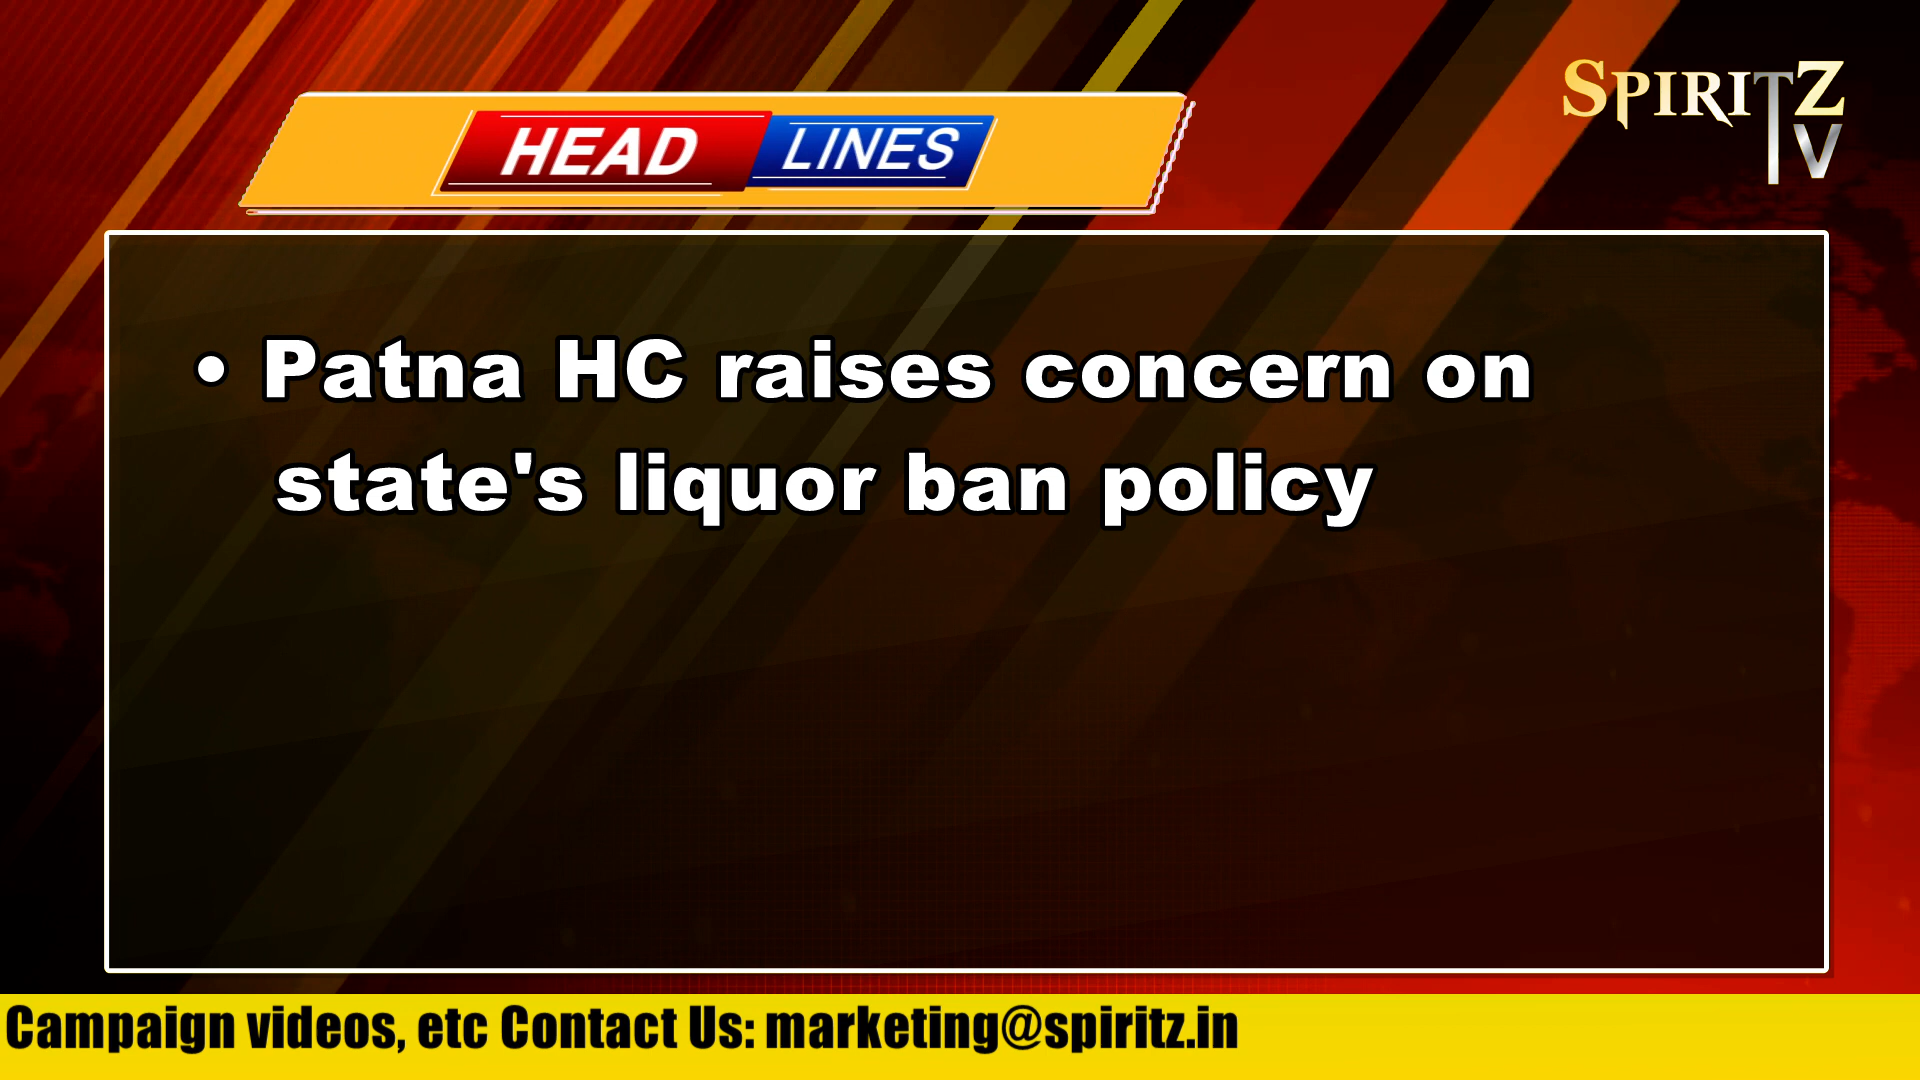 HEAD LINES
SPIRITZ
TV
• Patna HC raises concern on
state's liquor ban policy
Campaign videos, etc Contact Us: marketing@spiritz.in